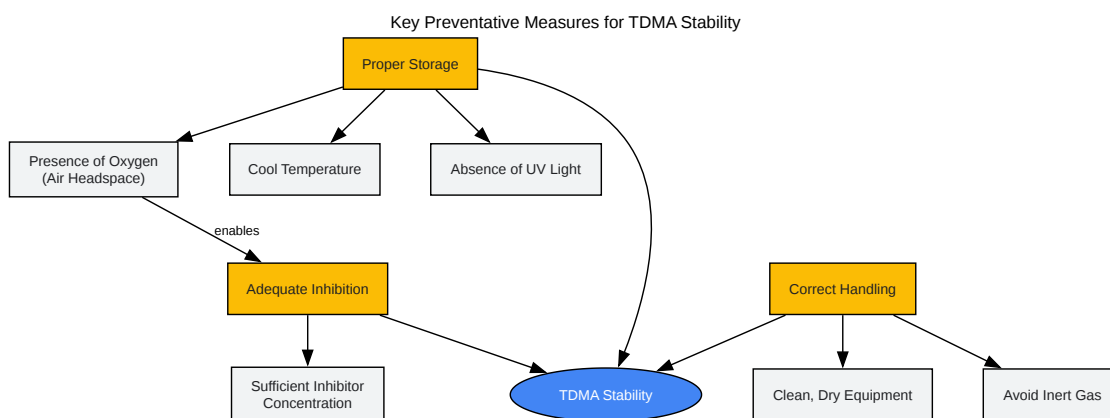 Key Preventative Measures for TDMA Stability
Proper Storage
Presence of Oxygen
(Air Headspace)
Cool Temperature
Absence of UV Light
enables
Adequate Inhibition
Correct Handling
Sufficient Inhibitor
Concentration
TDMA Stability
Clean, Dry Equipment
Avoid Inert Gas